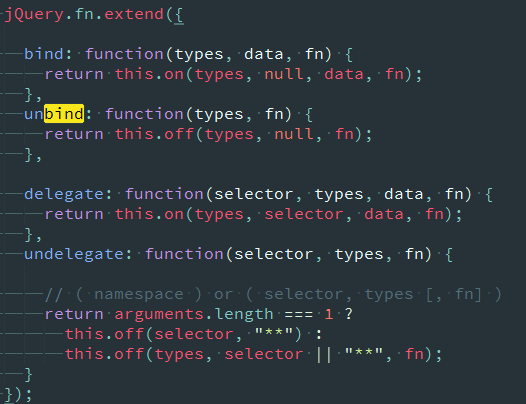 jQuery.fn.extend({
bind: function(types, data, fn) {
return this.on(types, null, data, fn);
},
unbind: function(types, fn) {
return this.off(types, null, fn);
},
delegate: function(selector, types, data, fn) {
return this.on(types, selector, data, fn);
},
undelegate: function(selector, types, fn) {
// ( namespace ) or ( selector, types [, fn] )
return arguments.length === 1 ?
this.off(selector, "**") :
this.off(types, selector || "**", fn);
}
});